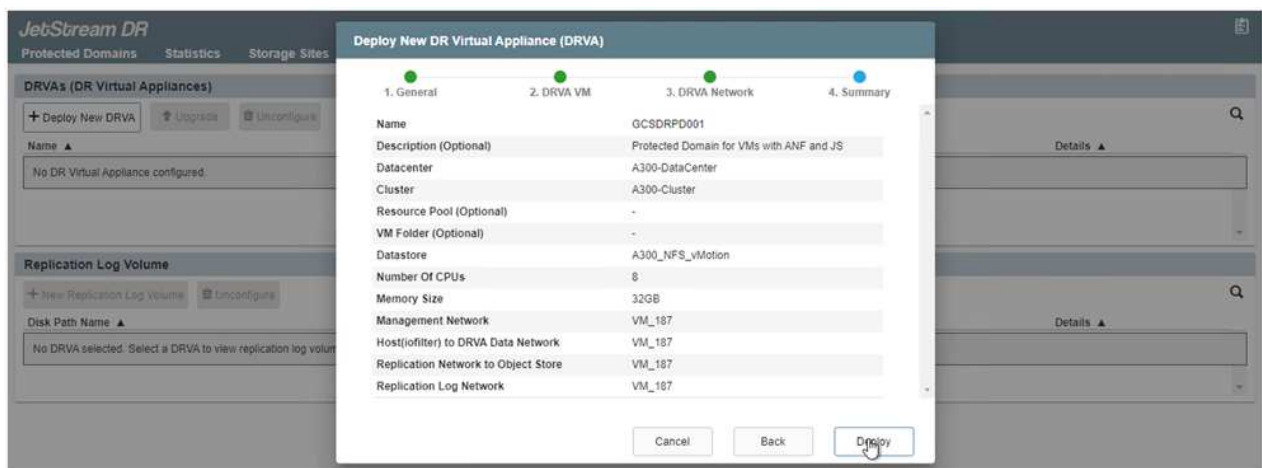 JetStream DR
Protected Domains Statistics Storage Sites
Deploy New DR Virtual Appliance (DRVA)
1. General 2. DRVA VM 3. DRVA Network 4. Summary
DRVAs (DR Virtual Appliances)
+ Deploy New DRVA Upgrade Unconfigure
Name ▲ Details ▲
No DR Virtual Appliance configured.
Name GCSDRPD001
Description (Optional) Protected Domain for VMs with ANF and JS
Datacenter A300-DataCenter
Cluster A300-Cluster
Resource Pool (Optional) -
VM Folder (Optional) -
Datastore A300_NFS_vMotion
Number Of CPUs 8
Memory Size 32GB
Management Network VM_187
Host(iofilter) to DRVA Data Network VM_187
Replication Network to Object Store VM_187
Replication Log Network VM_187
Replication Log Volume
+ New Replication Log Volume Unconfigure
Disk Path Name ▲ Details ▲
No DRVA selected. Select a DRVA to view replication log volum
Cancel Back Deploy